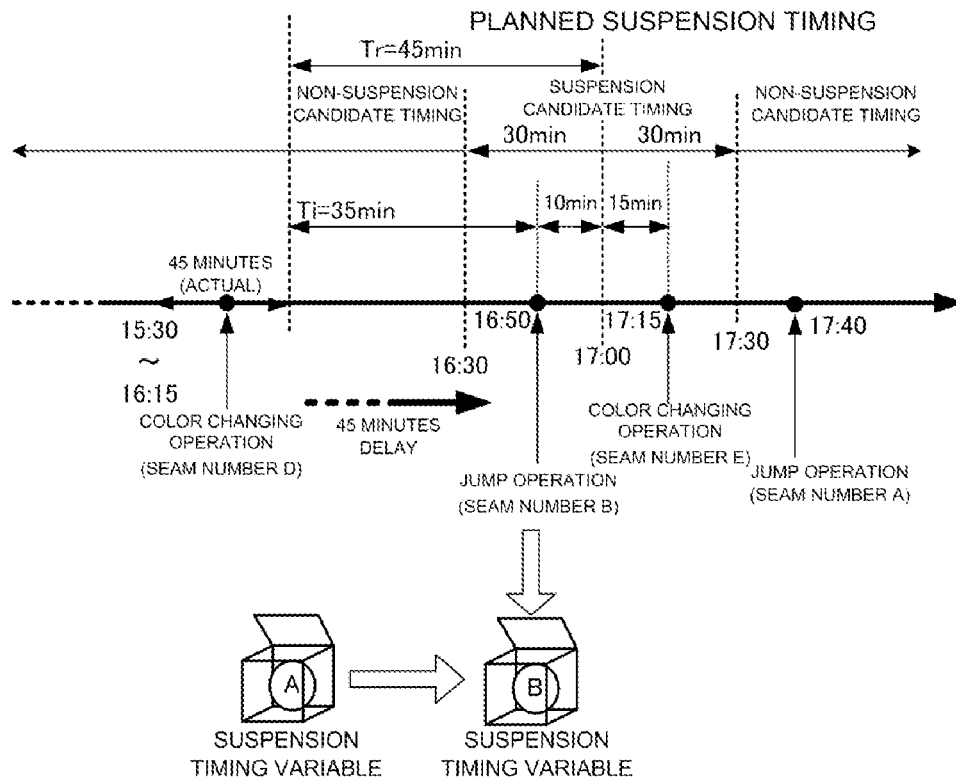 PLANNED SUSPENSION TIMING
Tr=45min
NON-SUSPENSION
CANDIDATE TIMING
SUSPENSION
CANDIDATE TIMING
NON-SUSPENSION
CANDIDATE TIMING
30min
30min
Ti=35min
10min
15min
45 MINUTES
(ACTUAL)
15:30
~
16:15
16:30
16:50
17:00
17:15
17:30
17:40
COLOR CHANGING
OPERATION
(SEAM NUMBER D)
45 MINUTES
DELAY
JUMP OPERATION
(SEAM NUMBER B)
COLOR CHANGING
OPERATION
(SEAM NUMBER E)
JUMP OPERATION
(SEAM NUMBER A)
A
B
SUSPENSION
TIMING VARIABLE
SUSPENSION
TIMING VARIABLE